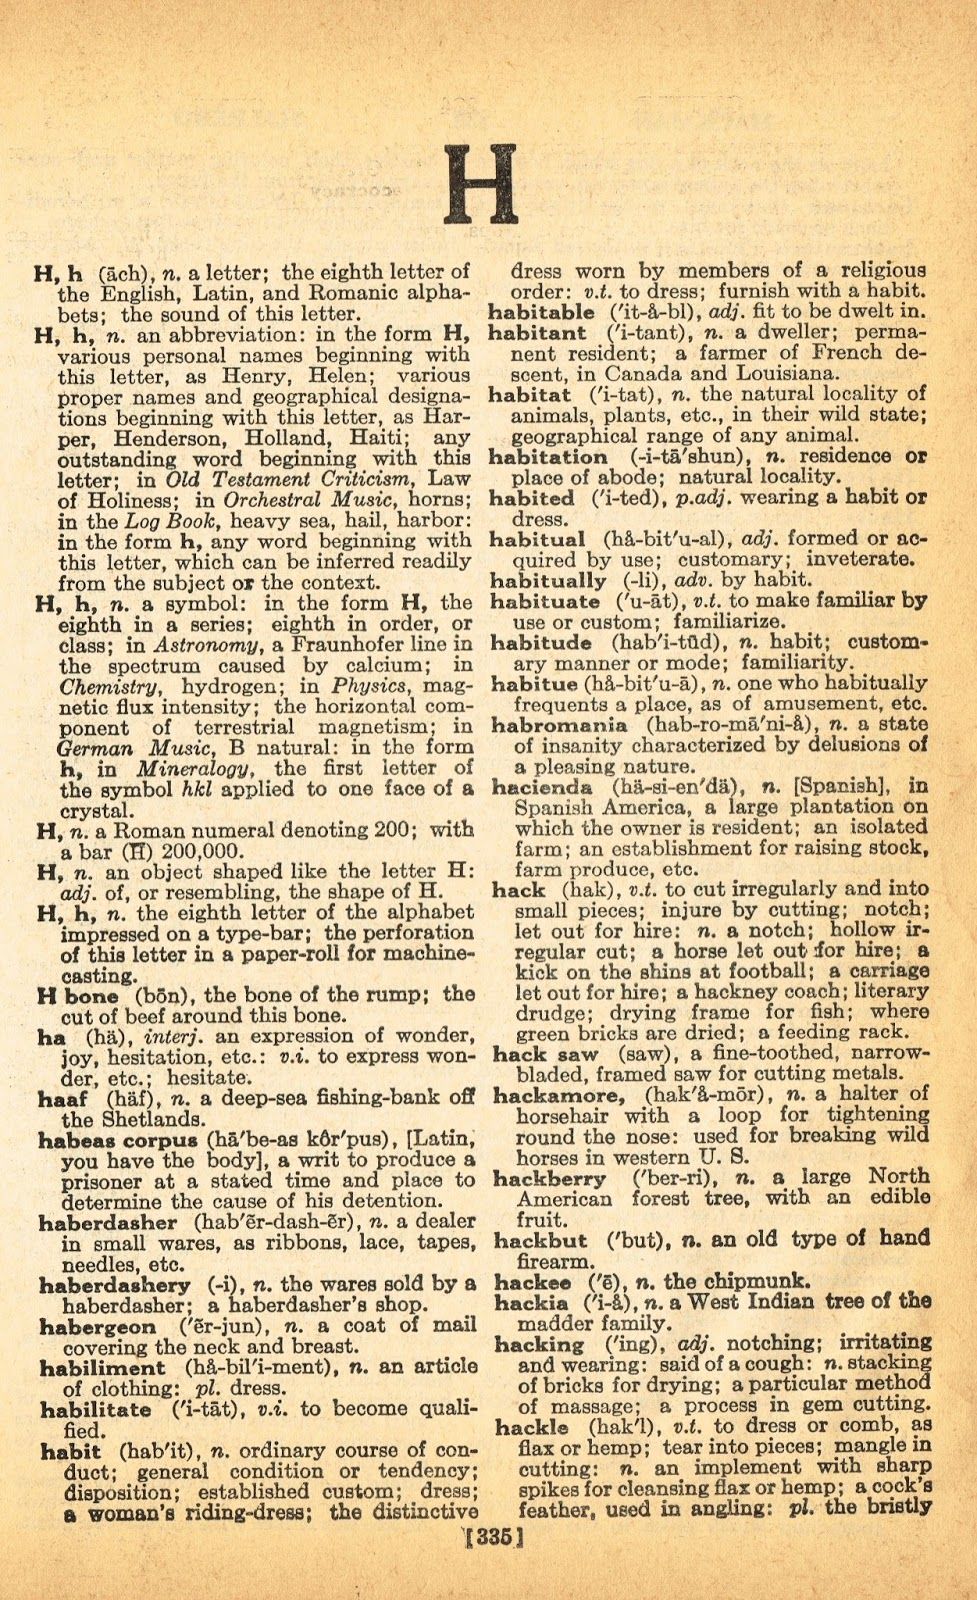 H
H, h (āch), n. a letter; the eighth letter of
the English, Latin, and Romanic alpha-
bets; the sound of this letter.
H, h, n. an abbreviation: in the form H,
various personal names beginning with
this letter, as Henry, Helen; various
proper names and geographical designa-
tions beginning with this letter, as Har-
per, Henderson, Holland, Haiti; any
outstanding word beginning with this
letter; in Old Testament Criticism, Law
of Holiness; in Orchestral Music, horns;
in the Log Book, heavy sea, hail, harbor:
in the form h, any word beginning with
this letter, which can be inferred readily
from the subject or the context.
H, h, n. a symbol: in the form H, the
eighth in a series; eighth in order, or
class; in Astronomy, a Fraunhofer line in
the spectrum caused by calcium; in
Chemistry, hydrogen; in Physics, mag-
netic flux intensity; the horizontal com-
ponent of terrestrial magnetism; in
German Music, B natural: in the form
h, in Mineralogy, the first letter of
the symbol hkl applied to one face of a
crystal.
H, n. a Roman numeral denoting 200; with
a bar (H̅) 200,000.
H, n. an object shaped like the letter H:
adj. of, or resembling, the shape of H.
H, h, n. the eighth letter of the alphabet
impressed on a type-bar; the perforation
of this letter in a paper-roll for machine-
casting.
H bone (bōn), the bone of the rump; the
cut of beef around this bone.
ha (hä), interj. an expression of wonder,
joy, hesitation, etc.: v.i. to express won-
der, etc.; hesitate.
haaf (häf), n. a deep-sea fishing-bank off
the Shetlands.
habeas corpus (hā'be-as kôr'pus), [Latin,
you have the body], a writ to produce a
prisoner at a stated time and place to
determine the cause of his detention.
haberdasher (hab'ẽr-dash-ẽr), n. a dealer
in small wares, as ribbons, lace, tapes,
needles, etc.
haberdashery (-i), n. the wares sold by a
haberdasher; a haberdasher's shop.
habergeon ('ẽr-jun), n. a coat of mail
covering the neck and breast.
habiliment (hå-bil'i-ment), n. an article
of clothing: pl. dress.
habilitate ('i-tāt), v.i. to become quali-
fied.
habit (hab'it), n. ordinary course of con-
duct; general condition or tendency;
disposition; established custom; dress;
a woman's riding-dress; the distinctive
dress worn by members of a religious
order: v.t. to dress; furnish with a habit.
habitable ('it-å-bl), adj. fit to be dwelt in.
habitant ('i-tant), n. a dweller; perma-
nent resident; a farmer of French de-
scent, in Canada and Louisiana.
habitat ('i-tat), n. the natural locality of
animals, plants, etc., in their wild state;
geographical range of any animal.
habitation (-i-tā'shun), n. residence or
place of abode; natural locality.
habited ('i-ted), p.adj. wearing a habit or
dress.
habitual (hå-bit'u-al), adj. formed or ac-
quired by use; customary; inveterate.
habitually (-li), adv. by habit.
habituate ('u-āt), v.t. to make familiar by
use or custom; familiarize.
habitude (hab'i-tūd), n. habit; custom-
ary manner or mode; familiarity.
habitue (hå-bit'u-ā), n. one who habitually
frequents a place, as of amusement, etc.
habromania (hab-ro-mā'ni-å), n. a state
of insanity characterized by delusions of
a pleasing nature.
hacienda (hä-si-en'dä), n. [Spanish], in
Spanish America, a large plantation on
which the owner is resident; an isolated
farm; an establishment for raising stock,
farm produce, etc.
hack (hak), v.t. to cut irregularly and into
small pieces; injure by cutting; notch;
let out for hire: n. a notch; hollow ir-
regular cut; a horse let out for hire; a
kick on the shins at football; a carriage
let out for hire; a hackney coach; literary
drudge; drying frame for fish; where
green bricks are dried; a feeding rack.
hack saw (saw), a fine-toothed, narrow-
bladed, framed saw for cutting metals.
hackamore, (hak'å-mōr), n. a halter of
horsehair with a loop for tightening
round the nose: used for breaking wild
horses in western U. S.
hackberry ('ber-ri), n. a large North
American forest tree, with an edible
fruit.
hackbut ('but), n. an old type of hand
firearm.
hackee ('ē), n. the chipmunk.
hackia ('i-å), n. a West Indian tree of the
madder family.
hacking ('ing), adj. notching; irritating
and wearing: said of a cough: n. stacking
of bricks for drying; a particular method
of massage; a process in gem cutting.
hackle (hak'l), v.t. to dress or comb, as
flax or hemp; tear into pieces; mangle in
cutting: n. an implement with sharp
spikes for cleansing flax or hemp; a cock's
feather, used in angling: pl. the bristly
[335]